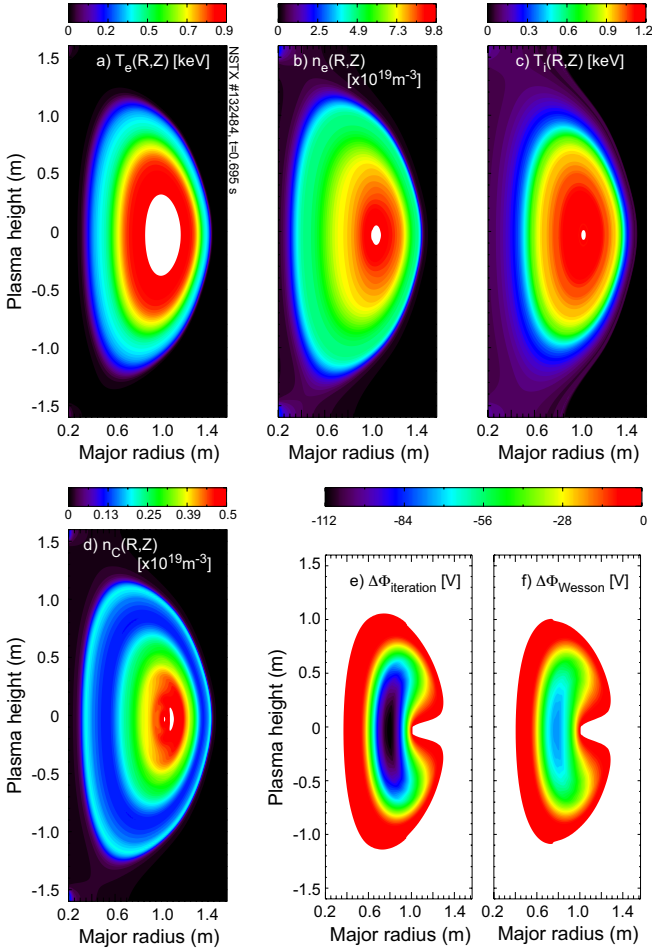 0 0.3 0.6 0.9
0 2.5 4.9 7.3 9.8
0 0.3 0.6 0.9 1.2
a) T_e(R,Z) [keV]
b) n_e(R,Z)
[x10^19m^-3]
c) T_i(R,Z) [keV]
NSTX #132484, t=0.695 s
Plasma height (m)
1.5
1.0
0.5
0
-0.5
-1.0
-1.5
0.2 0.6 1.0 1.4
0.2 0.6 1.0 1.4
0.2 0.6 1.0 1.4
Major radius (m)
Major radius (m)
Major radius (m)
0 0.13 0.25 0.39 0.5
-112 -84 -56 -28 0
d) n_C(R,Z)
[x10^19m^-3]
e) ΔΦ_iteration [V]
f) ΔΦ_Wesson [V]
Plasma height (m)
1.5
1.0
0.5
0
-0.5
-1.0
-1.5
Plasma height (m)
1.5
1.0
0.5
0
-0.5
-1.0
-1.5
0.2 0.6 1.0 1.4
0.2 0.6 1.0 1.4
0.2 0.6 1.0 1.4
Major radius (m)
Major radius (m)
Major radius (m)